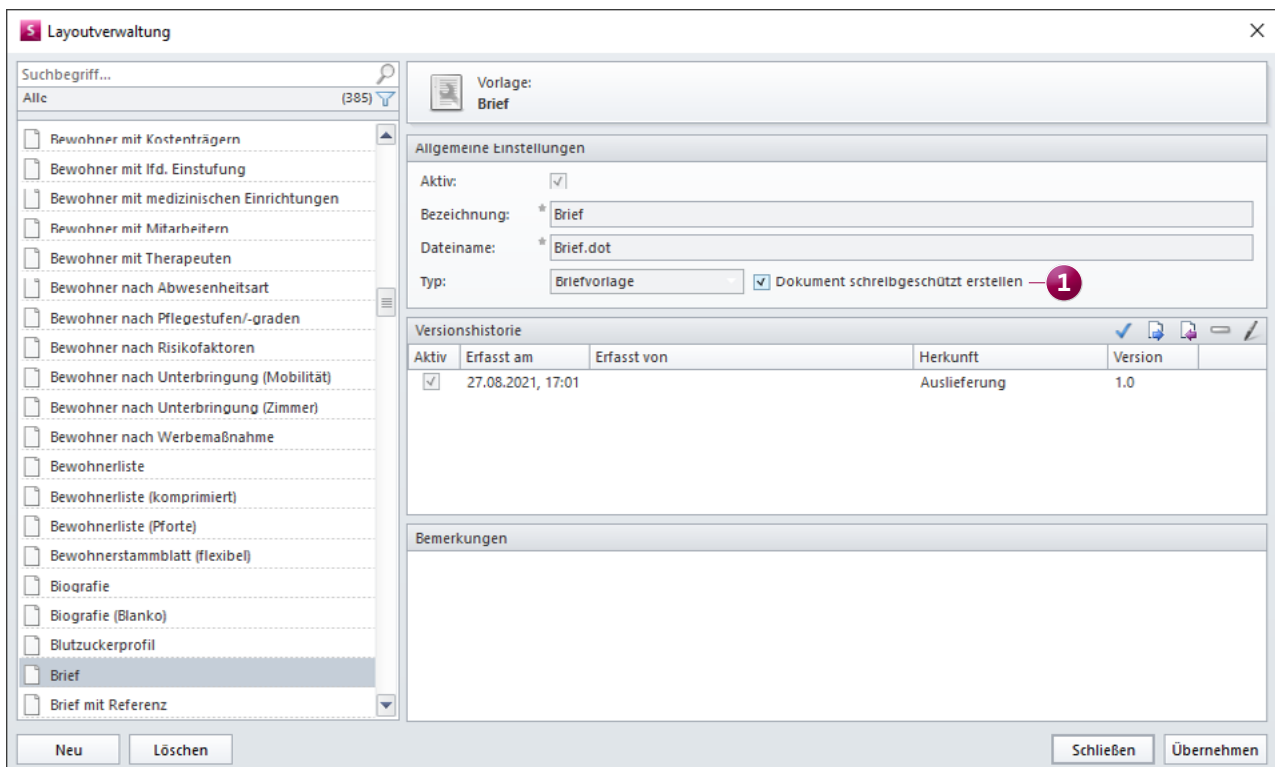 S Layoutverwaltung
Suchbegriff...
Alle (385)
Bewohner mit Kostenträgern
Bewohner mit lfd. Einstufung
Bewohner mit medizinischen Einrichtungen
Bewohner mit Mitarbeitern
Bewohner mit Therapeuten
Bewohner nach Abwesenheitsart
Bewohner nach Pflegestufen/-graden
Bewohner nach Risikofaktoren
Bewohner nach Unterbringung (Mobilität)
Bewohner nach Unterbringung (Zimmer)
Bewohner nach Werbemaßnahme
Bewohnerliste
Bewohnerliste (komprimiert)
Bewohnerliste (Pforte)
Bewohnerstammblatt (flexibel)
Biografie
Biografie (Blanko)
Blutzuckerprofil
Brief
Brief mit Referenz
Neu Löschen
Vorlage:
Brief
Allgemeine Einstellungen
Aktiv:
Bezeichnung: * Brief
Dateiname: * Brief.dot
Typ: Briefvorlage Dokument schreibgeschützt erstellen 1
Versionshistorie
Aktiv Erfasst am Erfasst von Herkunft Version
27.08.2021, 17:01 Auslieferung 1.0
Bemerkungen
Schließen Übernehmen